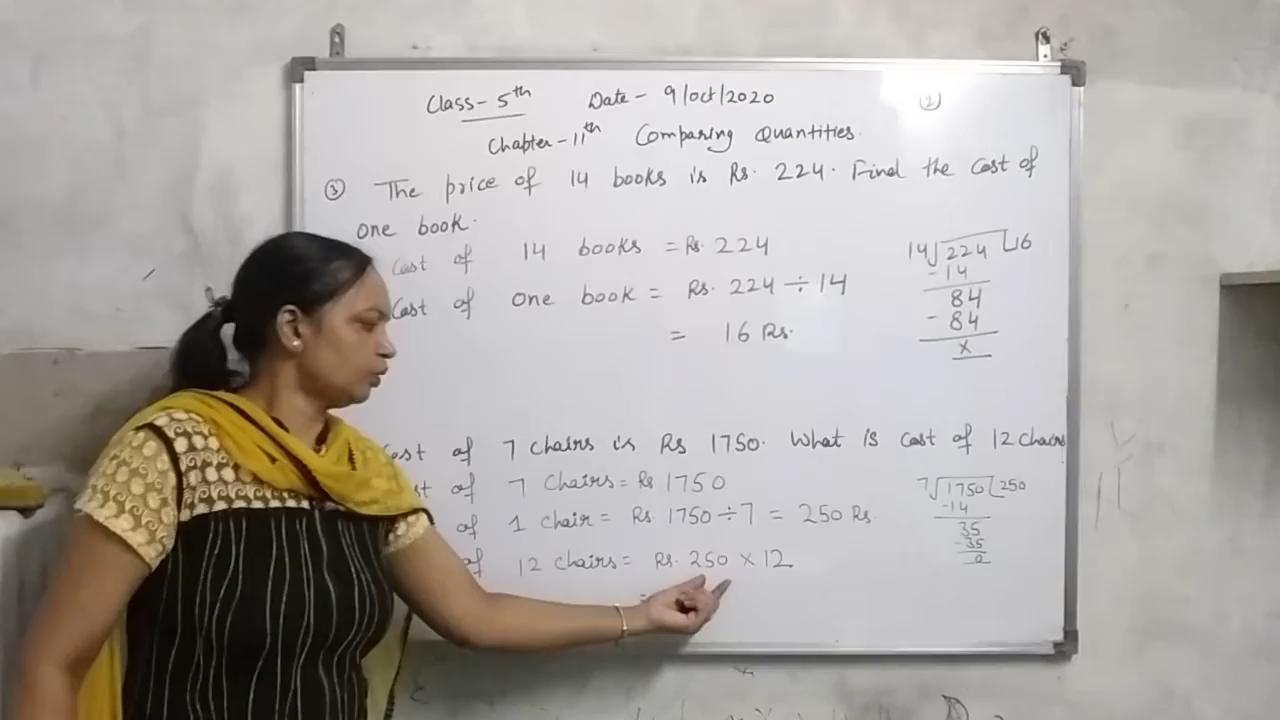 Class - 5th Date - 9/Oct/2020 (2)
Chapter - 11th Comparing Quantities.
(3) The price of 14 books is Rs. 224. Find the cost of
one book.
Cost of 14 books = Rs. 224
Cost of one book = Rs. 224 ÷ 14
= 16 Rs.
14 224 16
- 14
84
- 84
x
Cost of 7 chairs is Rs 1750. What is cost of 12 chairs
of 7 chairs = Rs 1750
of 1 chair = Rs. 1750 ÷ 7 = 250 Rs.
of 12 chairs = Rs. 250 x 12
=
7 1750 250
- 14
35
- 35
0